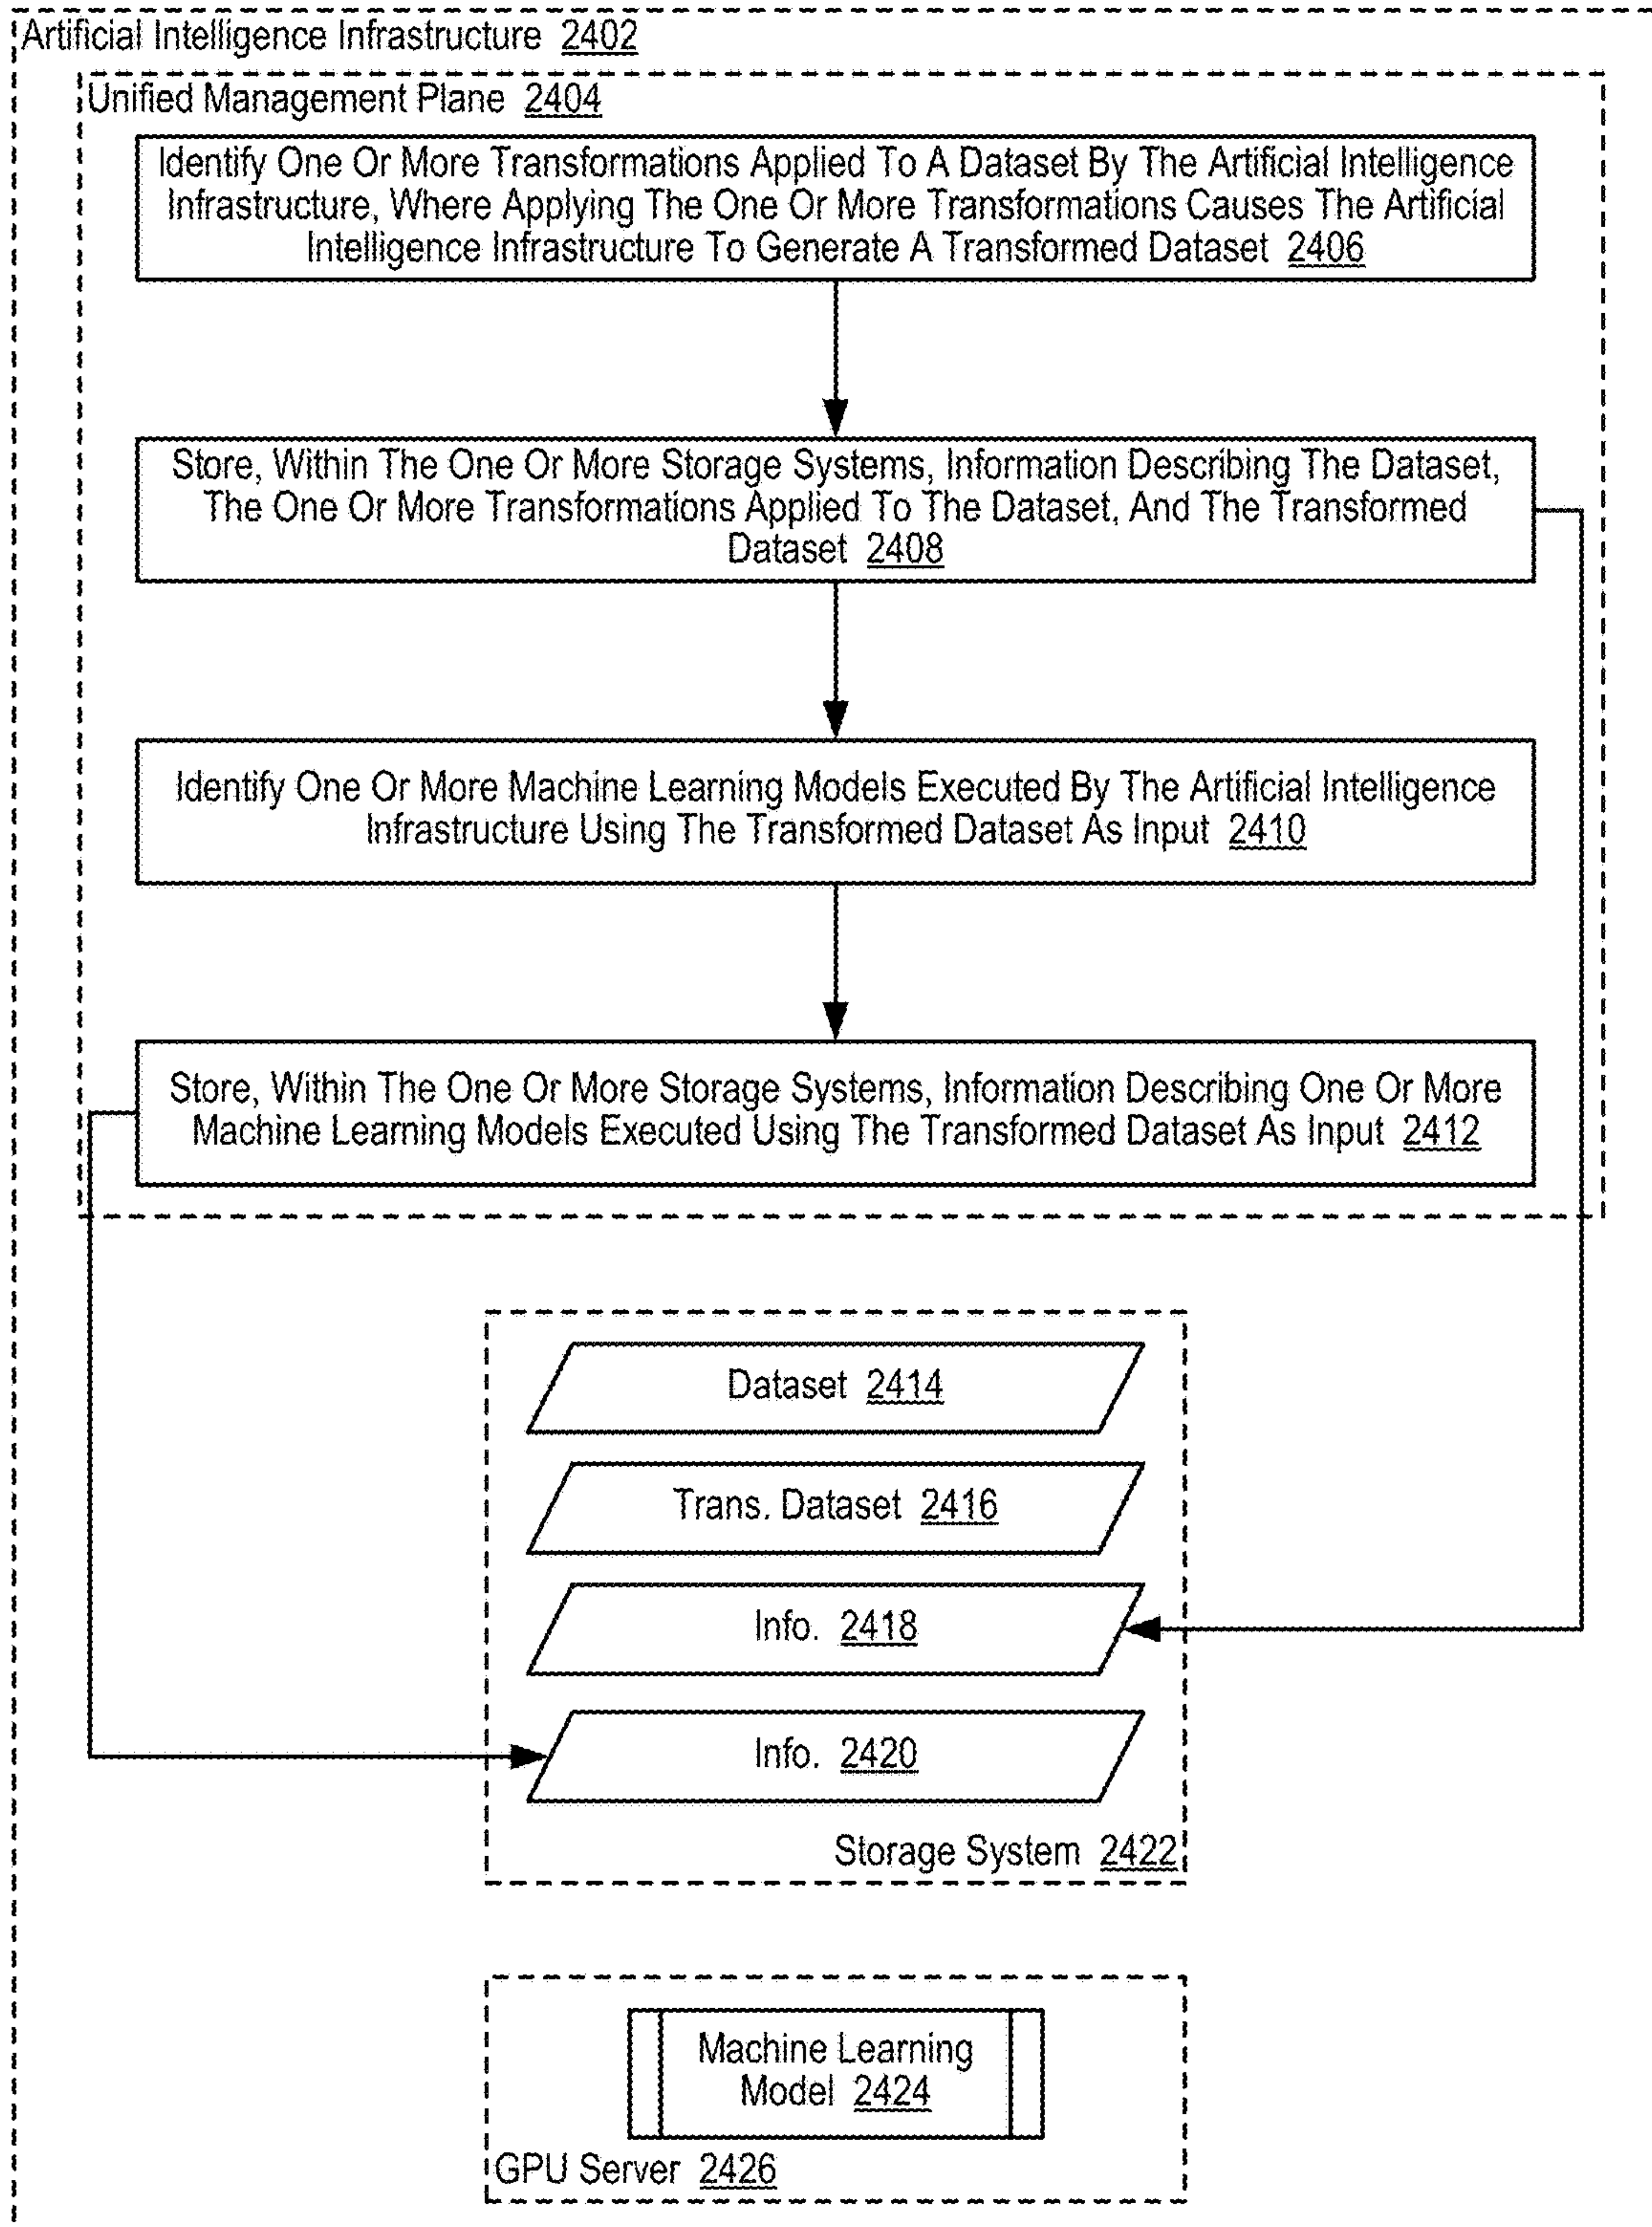 Artificial Intelligence Infrastructure 2402
Unified Management Plane 2404
Identify One Or More Transformations Applied To A Dataset By The Artificial Intelligence
Infrastructure, Where Applying The One Or More Transformations Causes The Artificial
Intelligence Infrastructure To Generate A Transformed Dataset 2406
Store, Within The One Or More Storage Systems, Information Describing The Dataset,
The One Or More Transformations Applied To The Dataset, And The Transformed
Dataset 2408
Identify One Or More Machine Learning Models Executed By The Artificial Intelligence
Infrastructure Using The Transformed Dataset As Input 2410
Store, Within The One Or More Storage Systems, Information Describing One Or More
Machine Learning Models Executed Using The Transformed Dataset As Input 2412
Dataset 2414
Trans. Dataset 2416
Info. 2418
Info. 2420
Storage System 2422
Machine Learning
Model 2424
GPU Server 2426